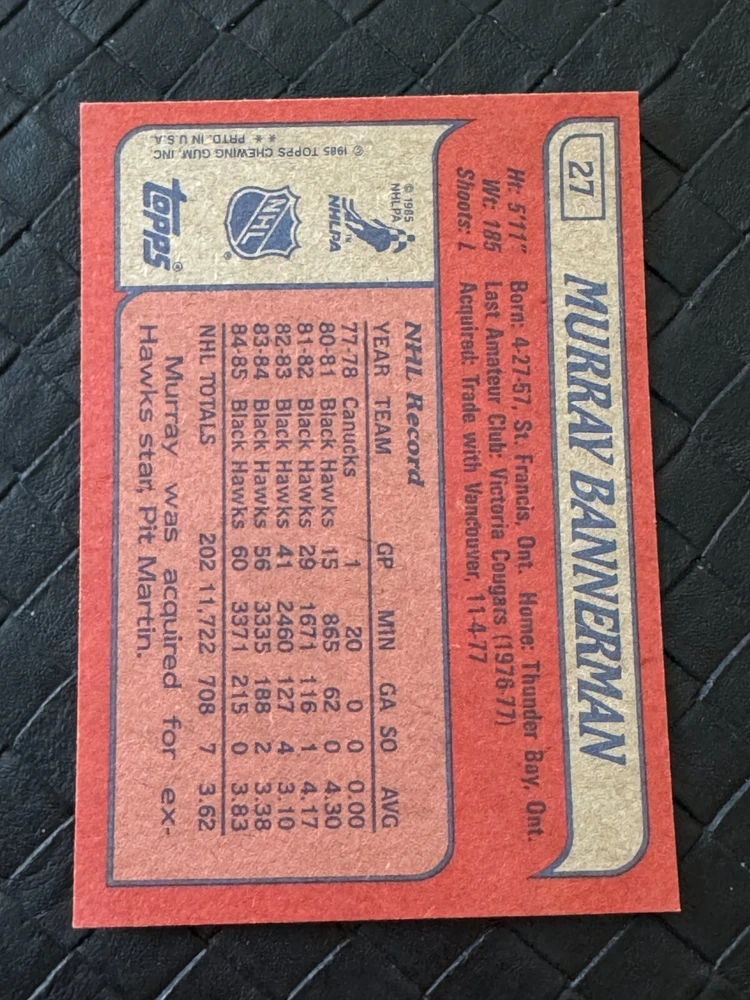 27
MURRAY BANNERMAN
Ht: 5'11" Born: 4-27-57, St. Francis, Ont. Home: Thunder Bay, Ont.
Wt: 185 Last Amateur Club: Victoria Cougars (1976-77)
Shoots: L Acquired: Trade with Vancouver, 11-4-77
© 1985
NHLPA
NHLPA
TM
NHL
®
topps®
© 1985 TOPPS CHEWING GUM, INC
** PRTD. IN U.S.A.
NHL Record
YEAR TEAM GP MIN GA SO AVG
77-78 Canucks 1 20 0 0 0.00
80-81 Black Hawks 15 865 62 0 4.30
81-82 Black Hawks 29 1671 116 1 4.17
82-83 Black Hawks 41 2460 127 4 3.10
83-84 Black Hawks 56 3335 188 2 3.38
84-85 Black Hawks 60 3371 215 0 3.83
NHL TOTALS 202 11,722 708 7 3.62
Murray was acquired for ex-
Hawks star, Pit Martin.